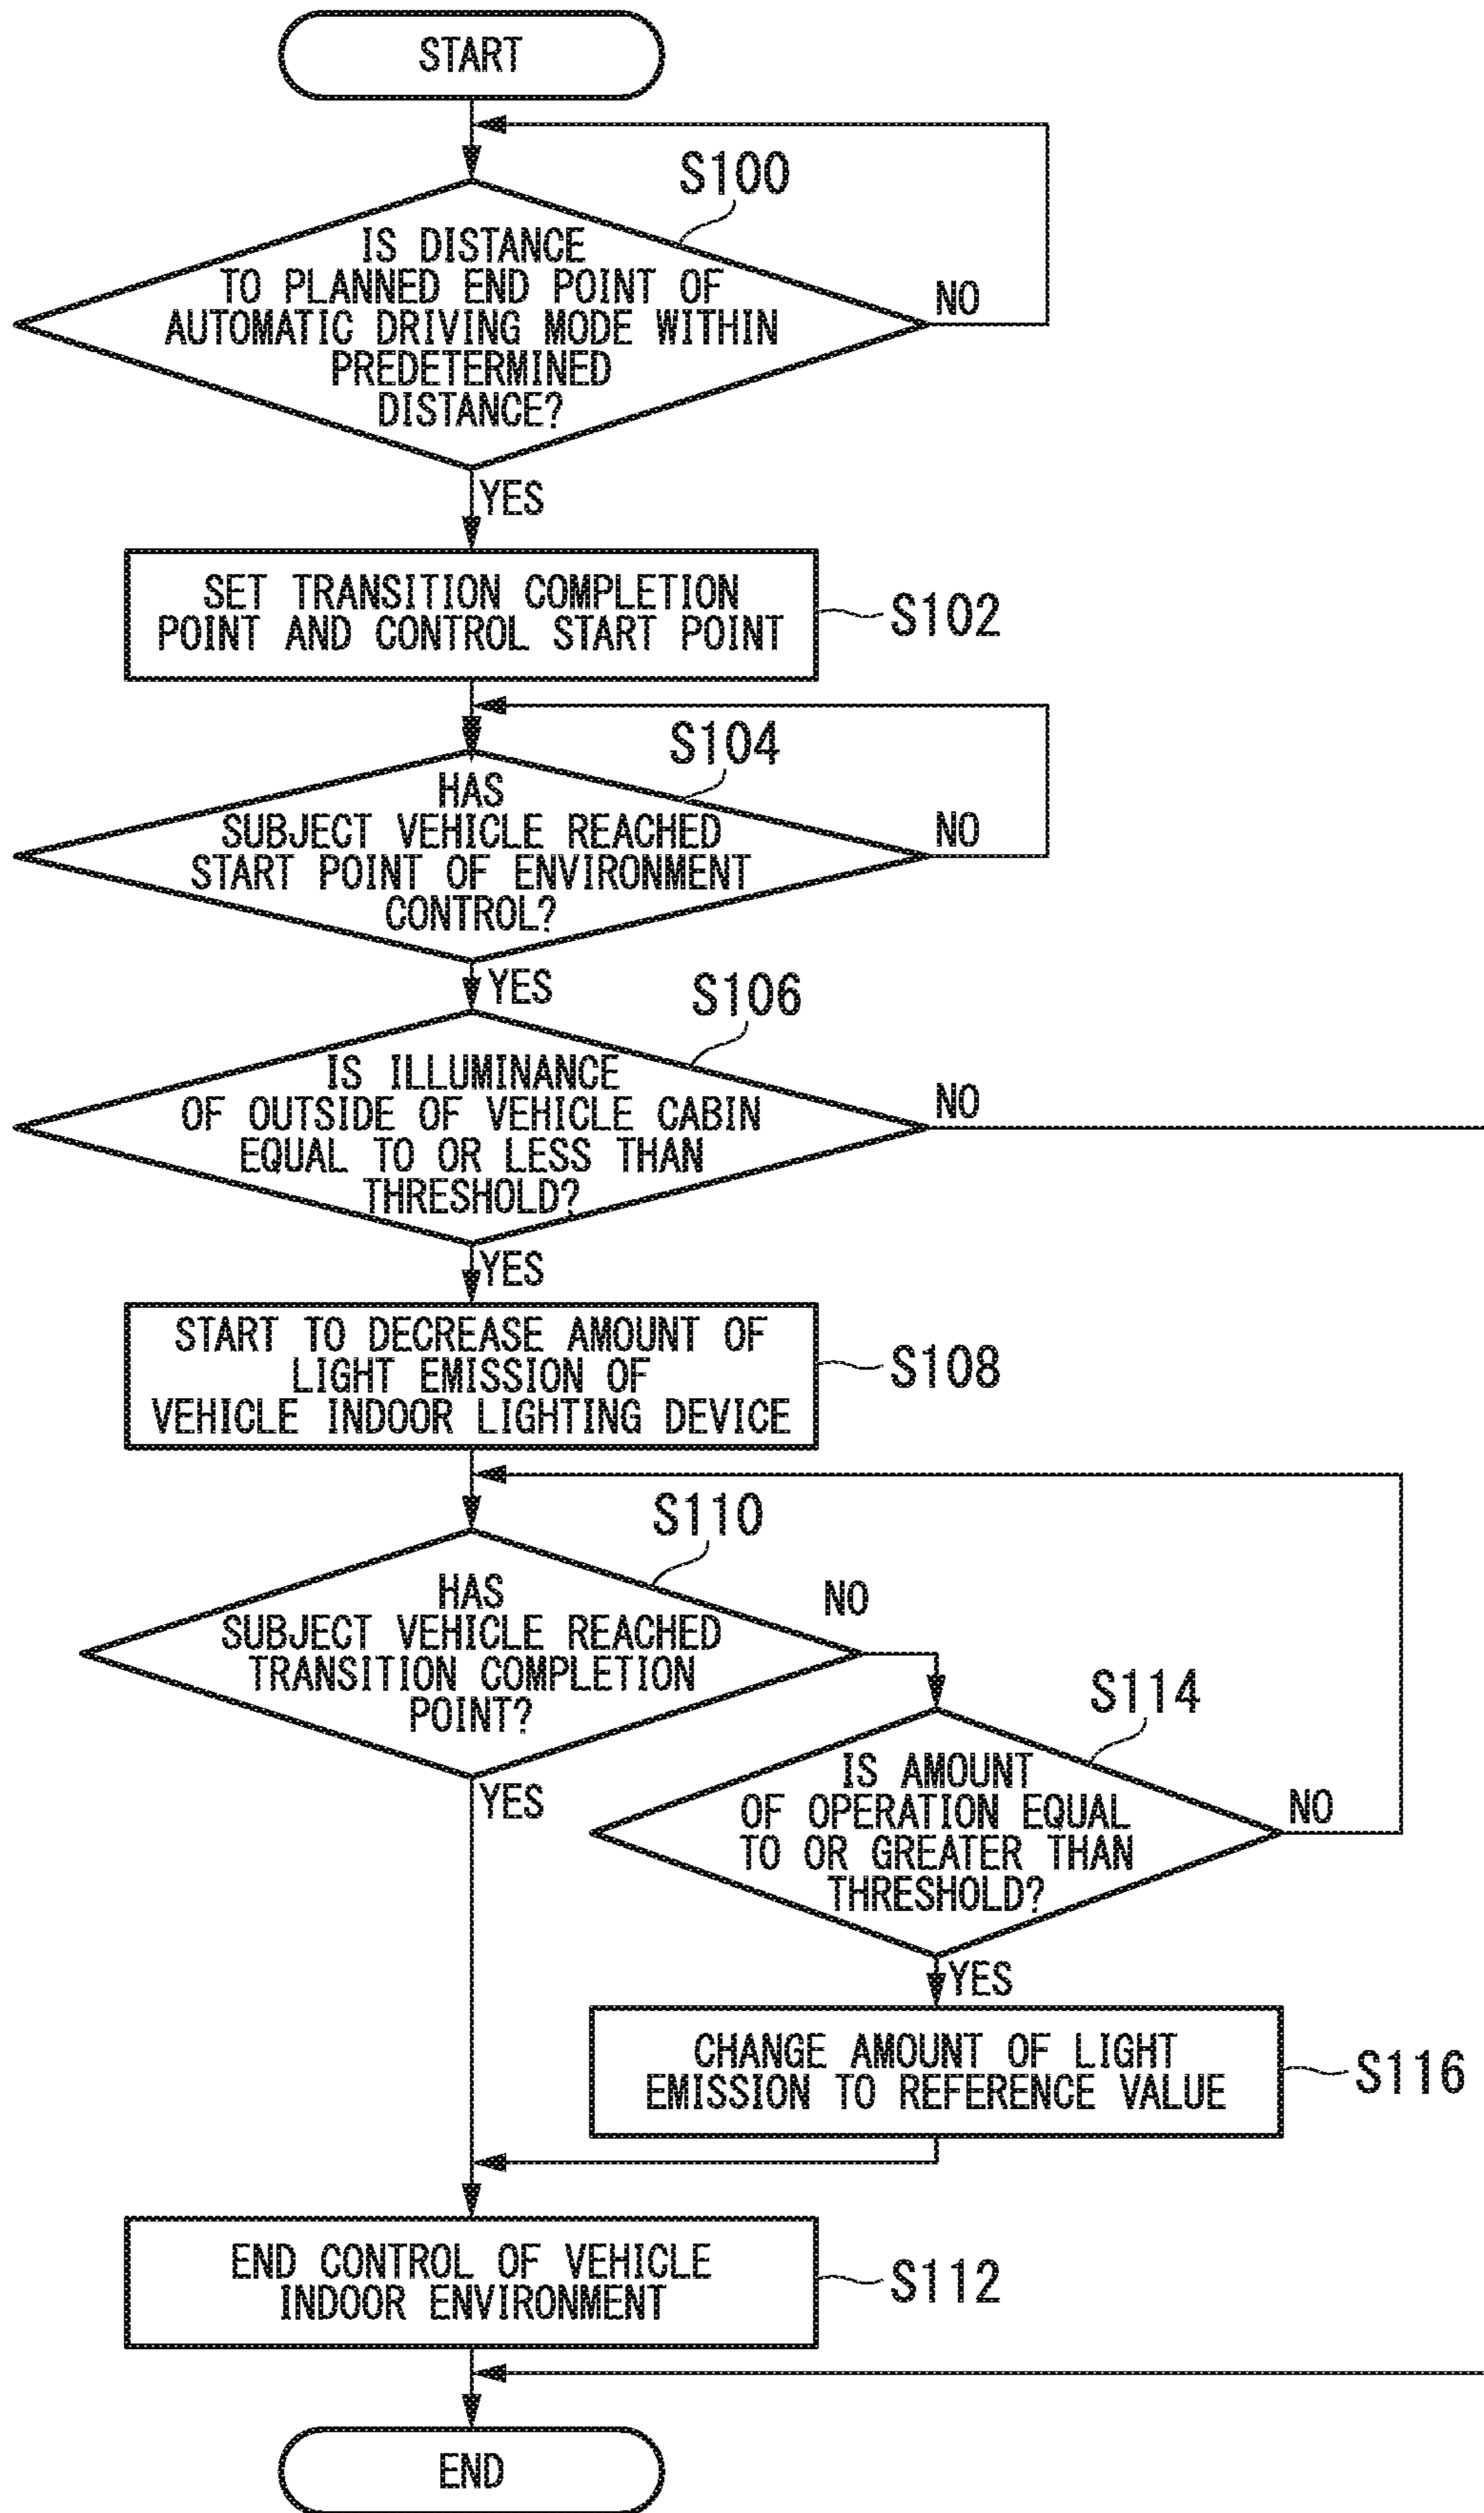 START
S100
IS DISTANCE
TO PLANNED END POINT OF
AUTOMATIC DRIVING MODE WITHIN
PREDETERMINED
DISTANCE?
NO
YES
SET TRANSITION COMPLETION
POINT AND CONTROL START POINT
S102
S104
HAS
SUBJECT VEHICLE REACHED
START POINT OF ENVIRONMENT
CONTROL?
NO
YES
S106
IS ILLUMINANCE
OF OUTSIDE OF VEHICLE CABIN
EQUAL TO OR LESS THAN
THRESHOLD?
NO
YES
START TO DECREASE AMOUNT OF
LIGHT EMISSION OF
VEHICLE INDOOR LIGHTING DEVICE
S108
S110
HAS
SUBJECT VEHICLE REACHED
TRANSITION COMPLETION
POINT?
NO
YES
S114
IS AMOUNT
OF OPERATION EQUAL
TO OR GREATER THAN
THRESHOLD?
NO
YES
CHANGE AMOUNT OF LIGHT
EMISSION TO REFERENCE VALUE
S116
END CONTROL OF VEHICLE
INDOOR ENVIRONMENT
S112
END